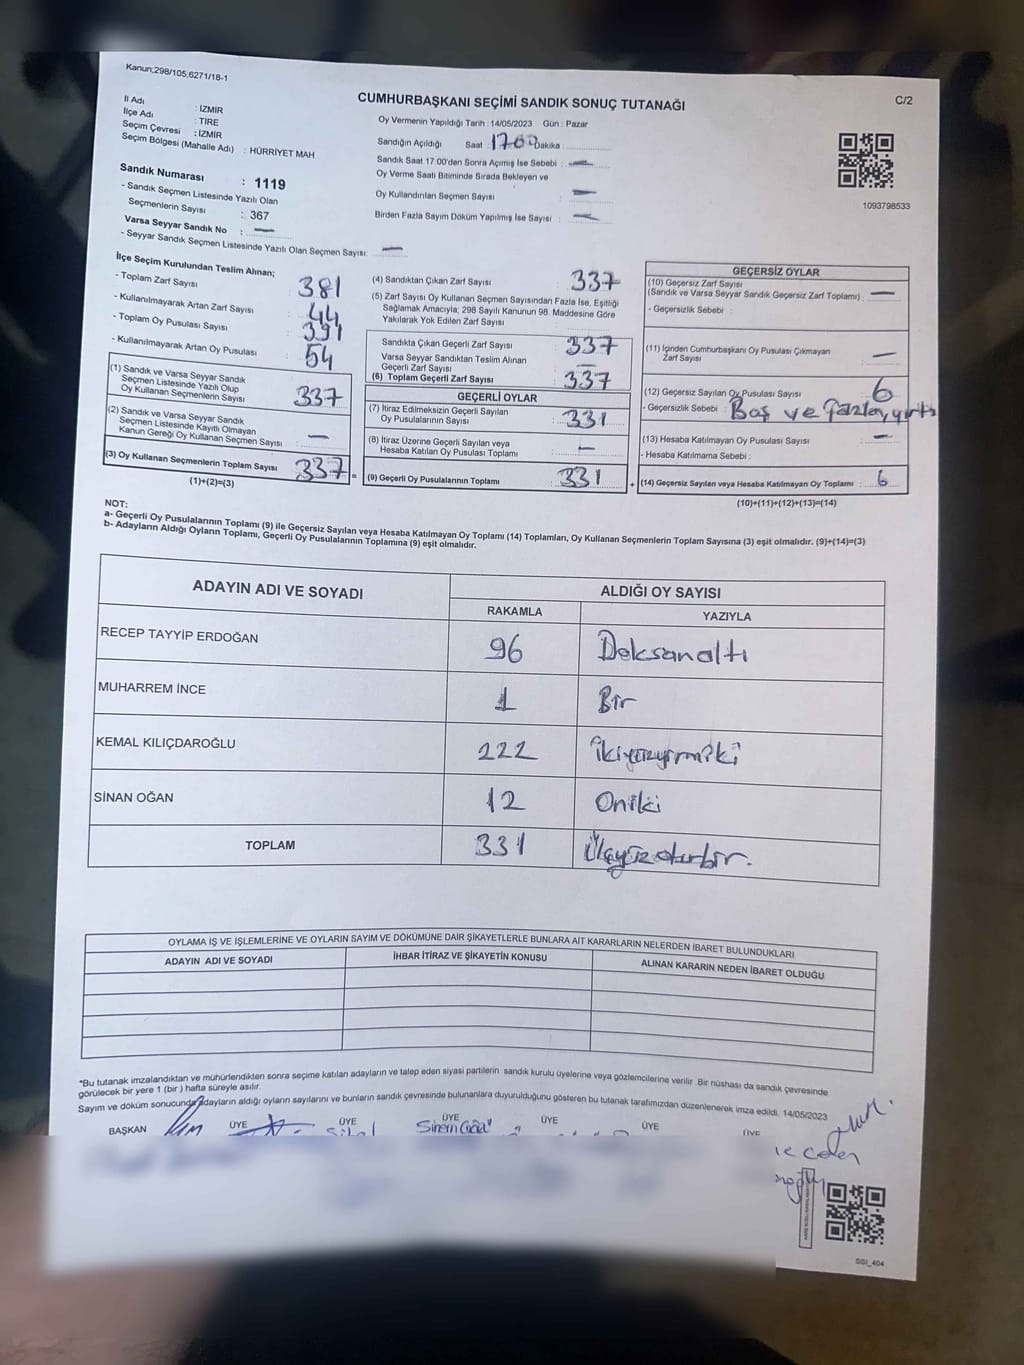 Kanun;298/105,6271/18-1
CUMHURBAŞKANI SEÇİMİ SANDIK SONUÇ TUTANAĞI
C/2
İl Adı : İZMİR
İlçe Adı : TİRE
Seçim Çevresi : İZMİR
Seçim Bölgesi (Mahalle Adı) : HÜRRİYET MAH
Sandık Numarası : 1119
- Sandık Seçmen Listesinde Yazılı Olan
Seçmenlerin Sayısı : 367
Varsa Seyyar Sandık No : —
- Seyyar Sandık Seçmen Listesinde Yazılı Olan Seçmen Sayısı: —
Oy Vermenin Yapıldığı Tarih : 14/05/2023 Gün : Pazar
Sandığın Açıldığı Saat : 17:00 Dakika :
Sandık Saat 17.00'den Sonra Açımış İse Sebebi : —
Oy Verme Saati Bitiminde Sırada Bekleyen ve
Oy Kullandırılan Seçmen Sayısı : —
Birden Fazla Sayım Döküm Yapılmış İse Sayısı : —
1093798533
İlçe Seçim Kurulundan Teslim Alınan;
- Toplam Zarf Sayısı : 381
- Kullanılmayarak Artan Zarf Sayısı : 44
- Toplam Oy Pusulası Sayısı : 391
- Kullanılmayarak Artan Oy Pusulası : 54
(1) Sandık ve Varsa Seyyar Sandık
Seçmen Listesinde Yazılı Olup
Oy Kullanan Seçmenlerin Sayısı : 337
(2) Sandık ve Varsa Seyyar Sandık
Seçmen Listesinde Kayıtlı Olmayan
Kanun Gereği Oy Kullanan Seçmen Sayısı : —
(3) Oy Kullanan Seçmenlerin Toplam Sayısı : 337 =
(1)+(2)=(3)
(4) Sandıktan Çıkan Zarf Sayısı : 337
(5) Zarf Sayısı Oy Kullanan Seçmen Sayısından Fazla İse, Eşitliği
Sağlamak Amacıyla; 298 Sayılı Kanunun 98. Maddesine Göre
Yakılarak Yok Edilen Zarf Sayısı :
Sandıkta Çıkan Geçerli Zarf Sayısı : 337
Varsa Seyyar Sandıktan Teslim Alınan
Geçerli Zarf Sayısı : —
(6) Toplam Geçerli Zarf Sayısı : 337
GEÇERLİ OYLAR
(7) İtiraz Edilmeksizin Geçerli Sayılan
Oy Pusulalarının Sayısı : 331
(8) İtiraz Üzerine Geçerli Sayılan veya
Hesaba Katılan Oy Pusulası Toplamı : —
(9) Geçerli Oy Pusulalarının Toplamı : 331 +
GEÇERSİZ OYLAR
(10) Geçersiz Zarf Sayısı
(Sandık ve Varsa Seyyar Sandık Geçersiz Zarf Toplamı) : —
- Geçersizlik Sebebi :
(11) İçinden Cumhurbaşkanı Oy Pusulası Çıkmayan
Zarf Sayısı : —
(12) Geçersiz Sayılan Oy Pusulası Sayısı : 6
- Geçersizlik Sebebi : Boş ve fazla, yırtı
(13) Hesaba Katılmayan Oy Pusulası Sayısı : —
- Hesaba Katılmama Sebebi :
(14) Geçersiz Sayılan veya Hesaba Katılmayan Oy Toplamı : 6
(10)+(11)+(12)+(13)=(14)
NOT:
a- Geçerli Oy Pusulalarının Toplamı (9) ile Geçersiz Sayılan veya Hesaba Katılmayan Oy Toplamı (14) Toplamları, Oy Kullanan Seçmenlerin Toplam Sayısına (3) eşit olmalıdır. (9)+(14)=(3)
b- Adayların Aldığı Oyların Toplamı, Geçerli Oy Pusulalarının Toplamına (9) eşit olmalıdır.
ADAYIN ADI VE SOYADI ALDIĞI OY SAYISI
RAKAMLA YAZIYLA
RECEP TAYYİP ERDOĞAN 96 Doksanaltı
MUHARREM İNCE 1 Bir
KEMAL KILIÇDAROĞLU 222 İkiyüzyirmiiki
SİNAN OĞAN 12 Oniki
TOPLAM 331 Üçyüzotuzbir.
OYLAMA İŞ VE İŞLEMLERİNE VE OYLARIN SAYIM VE DÖKÜMÜNE DAİR ŞİKAYETLERLE BUNLARA AİT KARARLARIN NELERDEN İBARET BULUNDUKLARI
ADAYIN ADI VE SOYADI İHBAR İTİRAZ VE ŞİKAYETİN KONUSU ALINAN KARARIN NEDEN İBARET OLDUĞU
*Bu tutanak imzalandıktan ve mühürlendikten sonra seçime katılan adayların ve talep eden siyasi partilerin sandık kurulu üyelerine veya gözlemcilerine verilir. Bir nüshası da sandık çevresinde
görülecek bir yere 1 (bir ) hafta süreyle asılır.
Sayım ve döküm sonucunda adayların aldığı oyların sayılarını ve bunların sandık çevresinde bulunanlara duyurulduğunu gösteren bu tutanak tarafımızdan düzenlenerek imza edildi. 14/05/2023
BAŞKAN ÜYE ÜYE ÜYE ÜYE ÜYE ÜYE
SGI_404